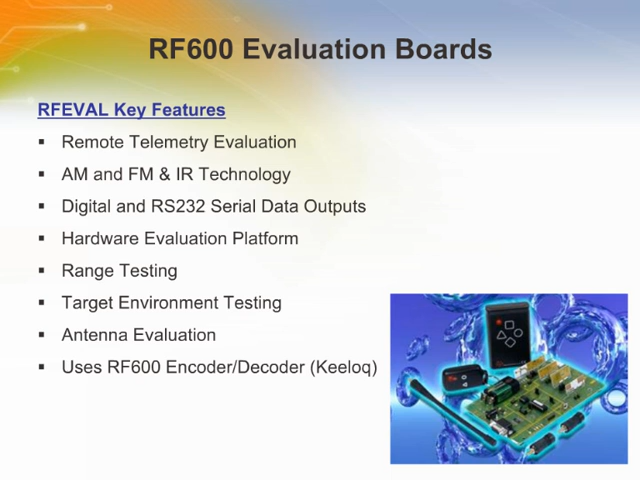 RF600 Evaluation Boards
RFEVAL Key Features
▪ Remote Telemetry Evaluation
▪ AM and FM & IR Technology
▪ Digital and RS232 Serial Data Outputs
▪ Hardware Evaluation Platform
▪ Range Testing
▪ Target Environment Testing
▪ Antenna Evaluation
▪ Uses RF600 Encoder/Decoder (Keeloq)